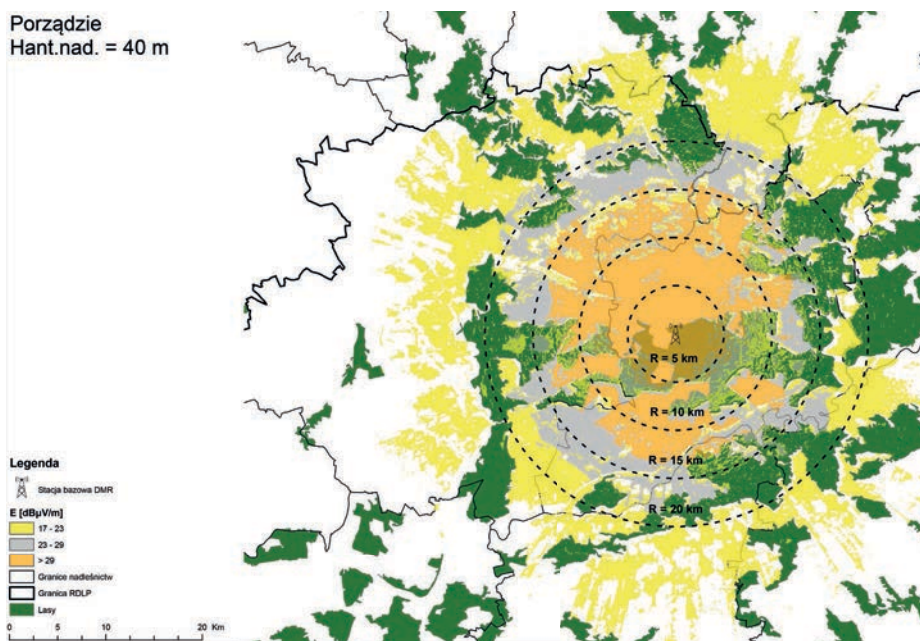 Porządzie
Hant.nad. = 40 m
R = 5 km
R = 10 km
R = 15 km
R = 20 km
Legenda
Stacja bazowa DMR
E [dBµV/m]
17 - 23
23 - 29
> 29
Granice nadleśnictw
Granica RDLP
Lasy
0 5 10 20 Km